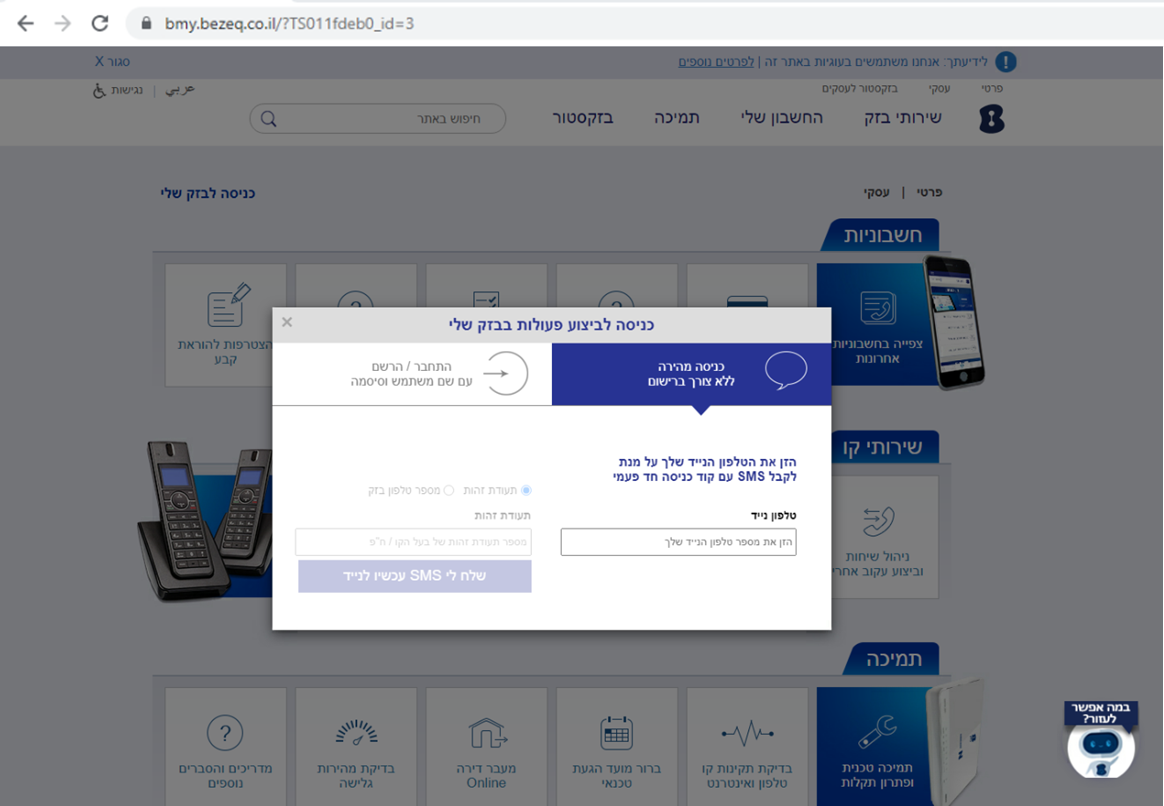 bmy.bezeq.co.il/?TS011fdeb0_id=3
לידיעתך: אנחנו משתמשים בעוגיות באתר זה | לפרטים נוספים
סגור X
פרטי
עסקי
בזקסטור לעסקים
عربي | נגישות
שירותי בזק
החשבון שלי
תמיכה
בזקסטור
חיפוש באתר
פרטי | עסקי
כניסה לבזק שלי
חשבוניות
צפייה בחשבוניות
אחרונות
הצטרפות להוראת
קבע
כניסה לביצוע פעולות בבזק שלי
×
כניסה מהירה
ללא צורך ברישום
התחבר / הרשם
עם שם משתמש וסיסמה
הזן את הטלפון הנייד שלך על מנת
לקבל SMS עם קוד כניסה חד פעמי
תעודת זהות
מספר טלפון בזק
טלפון נייד
תעודת זהות
הזן את מספר טלפון הנייד שלך
מספר תעודת זהות של בעל הקו / ח"פ
שלח לי SMS עכשיו לנייד
שירותי קו
ניהול שיחות
וביצוע עקוב אחרי
תמיכה
תמיכה טכנית
ופתרון תקלות
בדיקת תקינות קו
טלפון ואינטרנט
ברור מועד הגעת
טכנאי
מעבר דירה
Online
בדיקת מהירות
גלישה
מדריכים והסברים
נוספים
במה אפשר
לעזור?